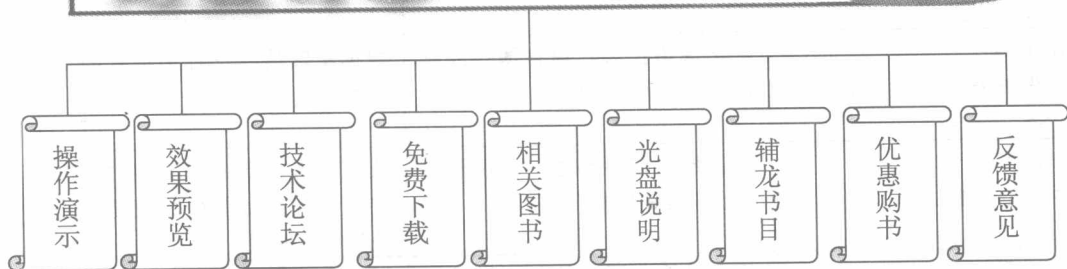 操作演示
效果预览
技术论坛
免费下载
相关图书
光盘说明
辅龙书目
优惠购书
反馈意见